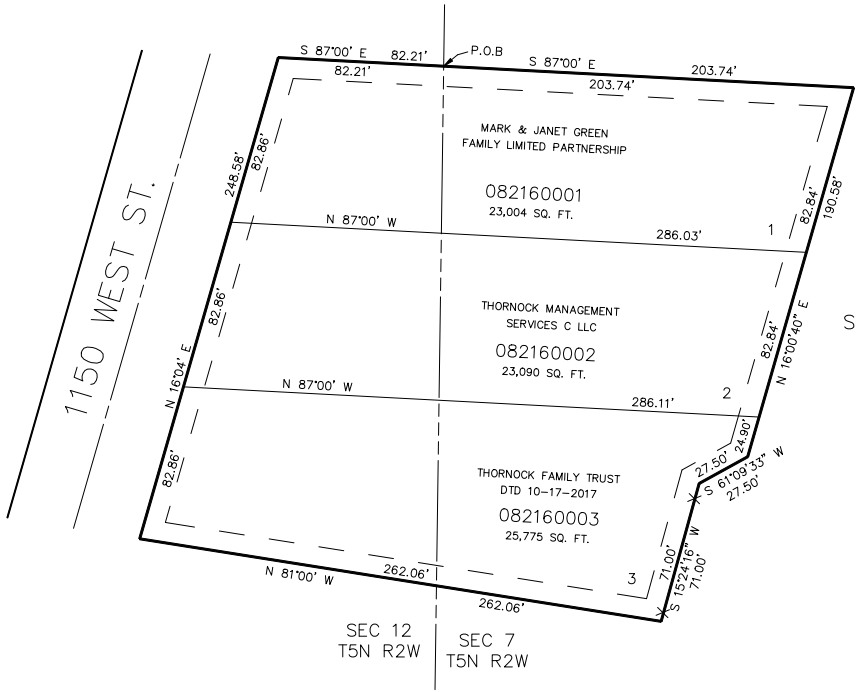 S 87°00' E 82.21'
P.O.B
S 87°00' E 203.74'
82.21'
203.74'
MARK & JANET GREEN
FAMILY LIMITED PARTNERSHIP
082160001
23,004 SQ. FT.
248.58'
82.86'
82.84'
190.58'
1
N 87°00' W 286.03'
1150 WEST ST.
THORNOCK MANAGEMENT
SERVICES C LLC
082160002
23,090 SQ. FT.
82.86'
N 16°04' E
82.84'
N 16°00'40" E
S
2
N 87°00' W 286.11'
24.90'
THORNOCK FAMILY TRUST
DTD 10-17-2017
082160003
25,775 SQ. FT.
82.86'
27.50'
S 61°09'33" W
27.50'
71.00'
S 15°24'16" W
71.00'
3
N 81°00' W 262.06'
262.06'
SEC 12
T5N R2W
SEC 7
T5N R2W